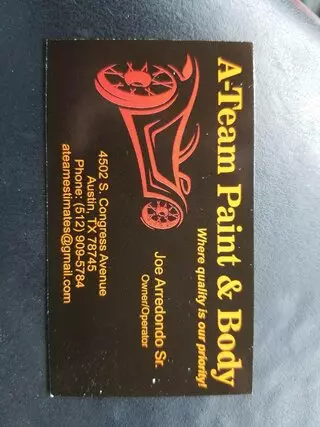 A-Team Paint & Body
Where quality is our priority!
Joe Arredondo Sr.
Owner/Operator
4502 S. Congress Avenue
Austin, TX 78745
Phone: (512) 909-5784
ateamestimates@gmail.com